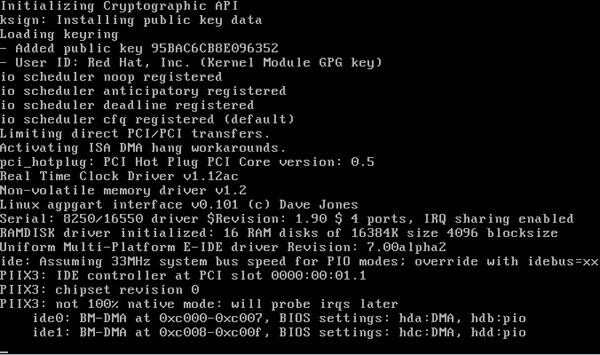 Initializing Cryptographic API
ksign: Installing public key data
Loading keyring
- Added public key 95BAC6CB8E096352
- User ID: Red Hat, Inc. (Kernel Module GPG key)
io scheduler noop registered
io scheduler anticipatory registered
io scheduler deadline registered
io scheduler cfq registered (default)
Limiting direct PCI/PCI transfers.
Activating ISA DMA hang workarounds.
pci_hotplug: PCI Hot Plug PCI Core version: 0.5
Real Time Clock Driver v1.12ac
Non-volatile memory driver v1.2
Linux agpgart interface v0.101 (c) Dave Jones
Serial: 8250/16550 driver $Revision: 1.90 $ 4 ports, IRQ sharing enabled
RAMDISK driver initialized: 16 RAM disks of 16384K size 4096 blocksize
Uniform Multi-Platform E-IDE driver Revision: 7.00alpha2
ide: Assuming 33MHz system bus speed for PIO modes; override with idebus=xx
PIIX3: IDE controller at PCI slot 0000:00:01.1
PIIX3: chipset revision 0
PIIX3: not 100% native mode: will probe irqs later
ide0: BM-DMA at 0xc000-0xc007, BIOS settings: hda:DMA, hdb:pio
ide1: BM-DMA at 0xc008-0xc00f, BIOS settings: hdc:DMA, hdd:pio